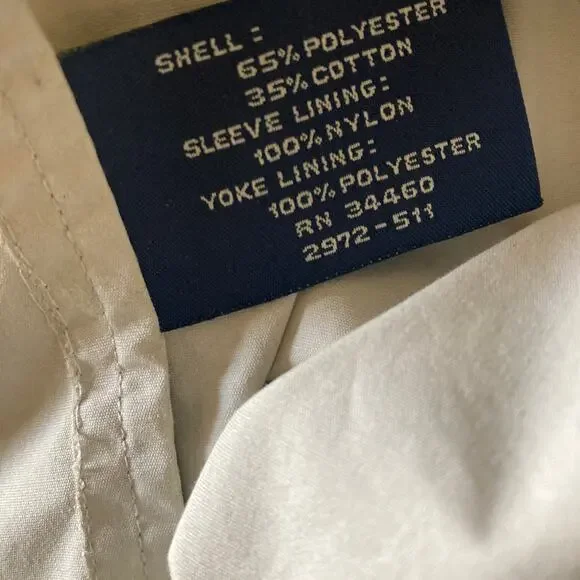 SHELL:
65% POLYESTER
35% COTTON
SLEEVE LINING:
100% NYLON
YOKE LINING:
100% POLYESTER
RN 34460
2972-511